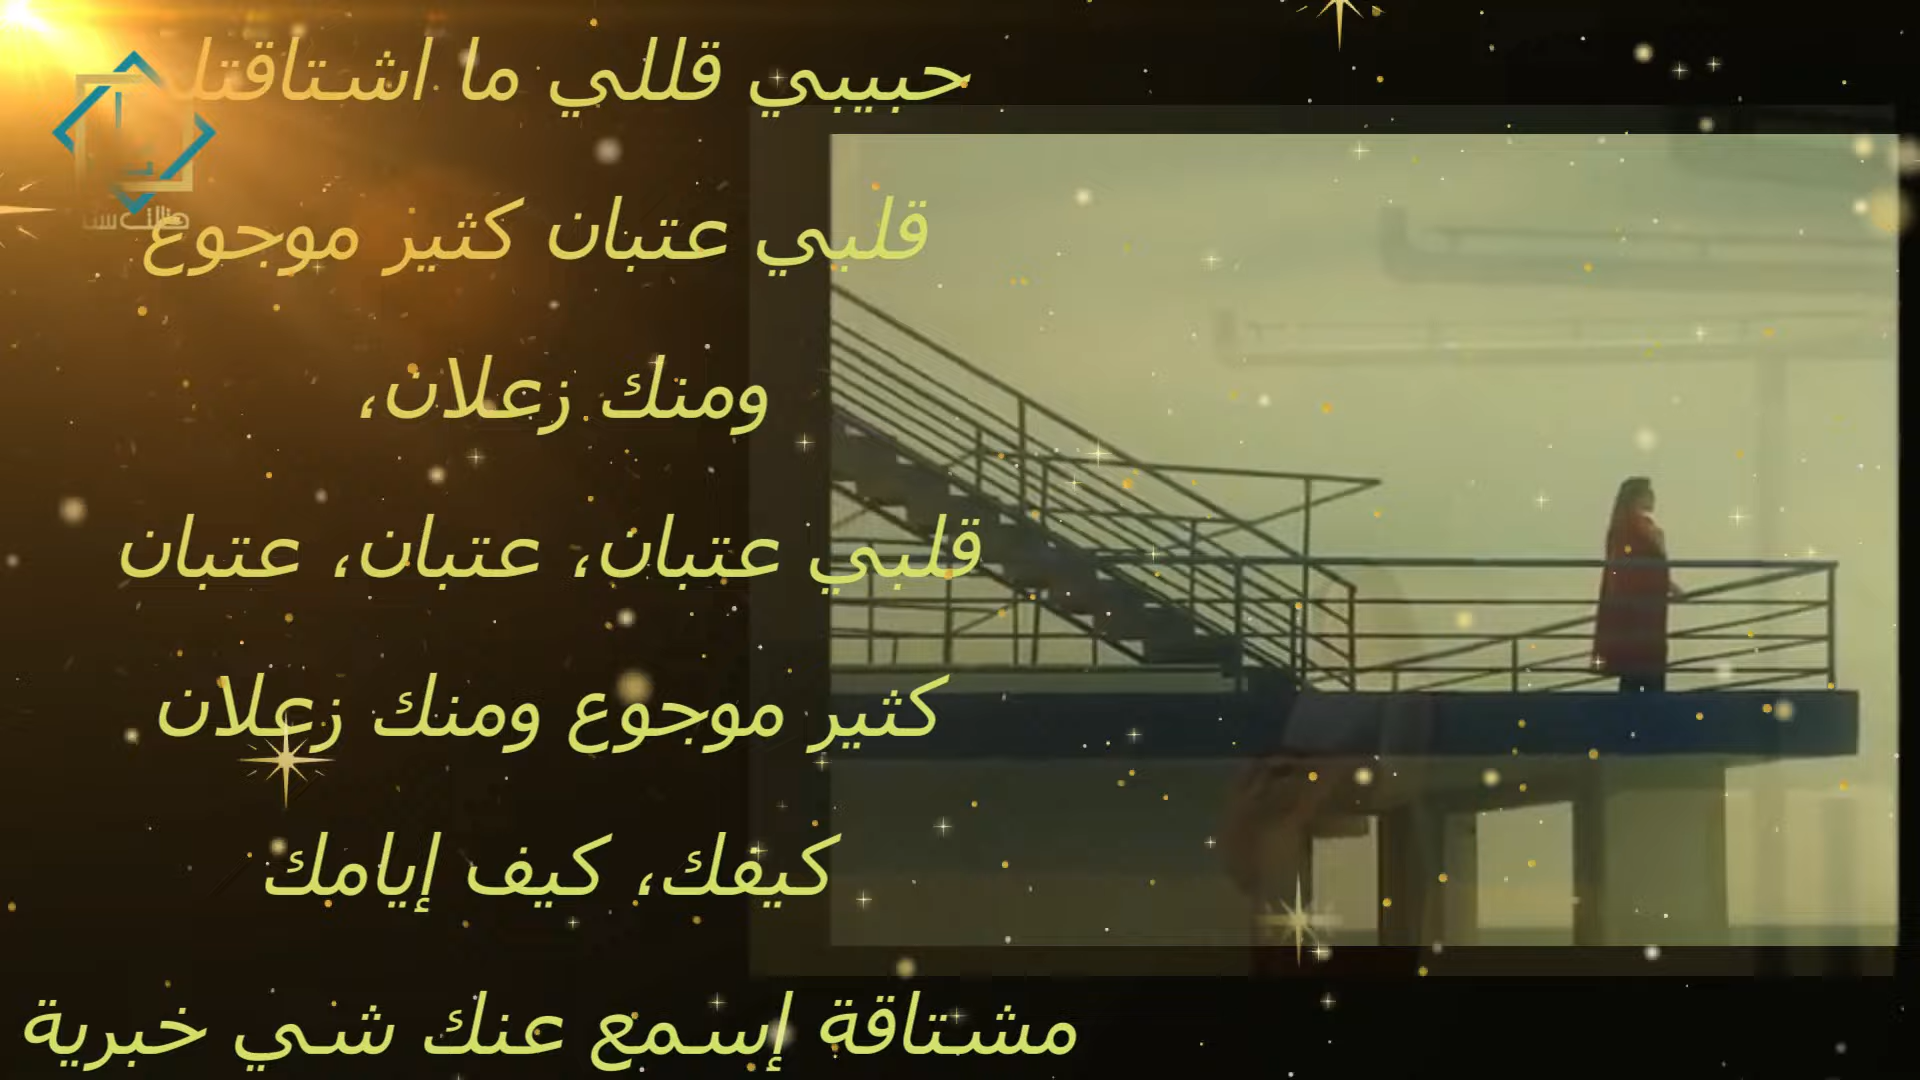 حبيبي قللي ما اشتاقتلي
قلبي عتبان كثير موجوع
ومنك زعلان،
قلبي عتبان، عتبان، عتبان
كثير موجوع ومنك زعلان
كيفك، كيف إيامك
مشتاقة إسمع عنك شي خبرية